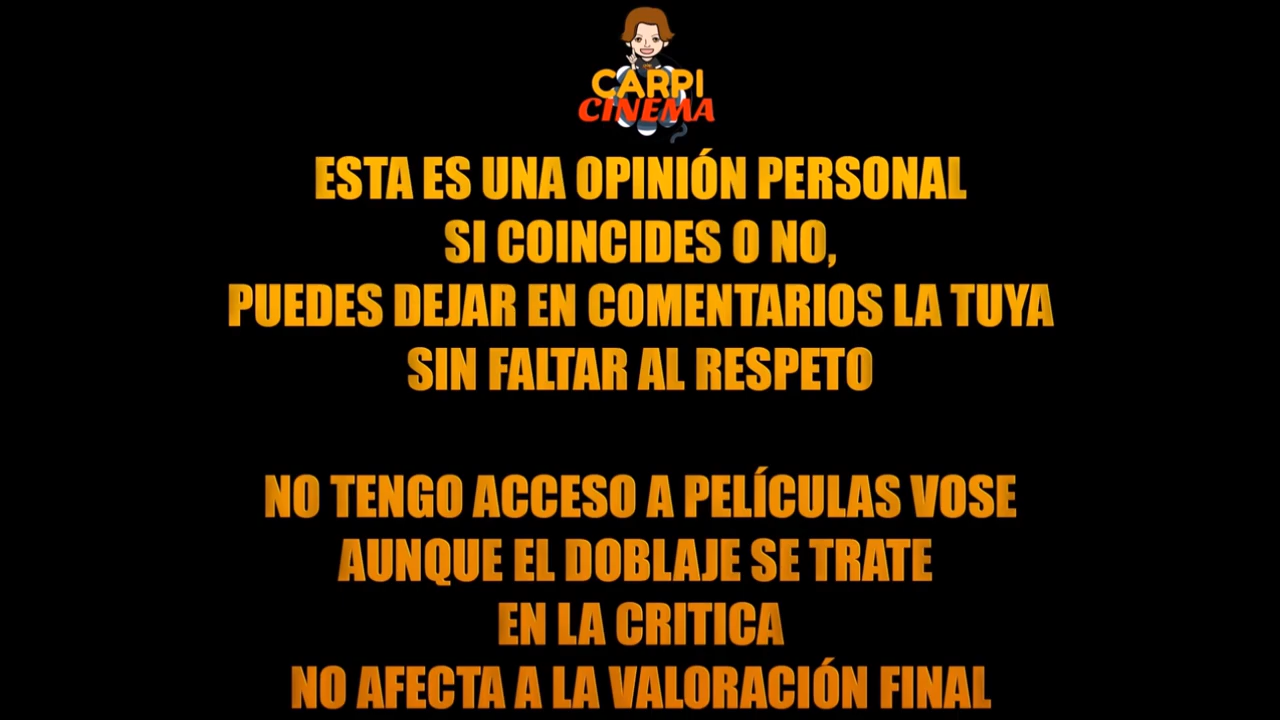 CARPI
CINEMA
ESTA ES UNA OPINIÓN PERSONAL
SI COINCIDES O NO,
PUEDES DEJAR EN COMENTARIOS LA TUYA
SIN FALTAR AL RESPETO
NO TENGO ACCESO A PELÍCULAS VOSE
AUNQUE EL DOBLAJE SE TRATE
EN LA CRITICA
NO AFECTA A LA VALORACIÓN FINAL